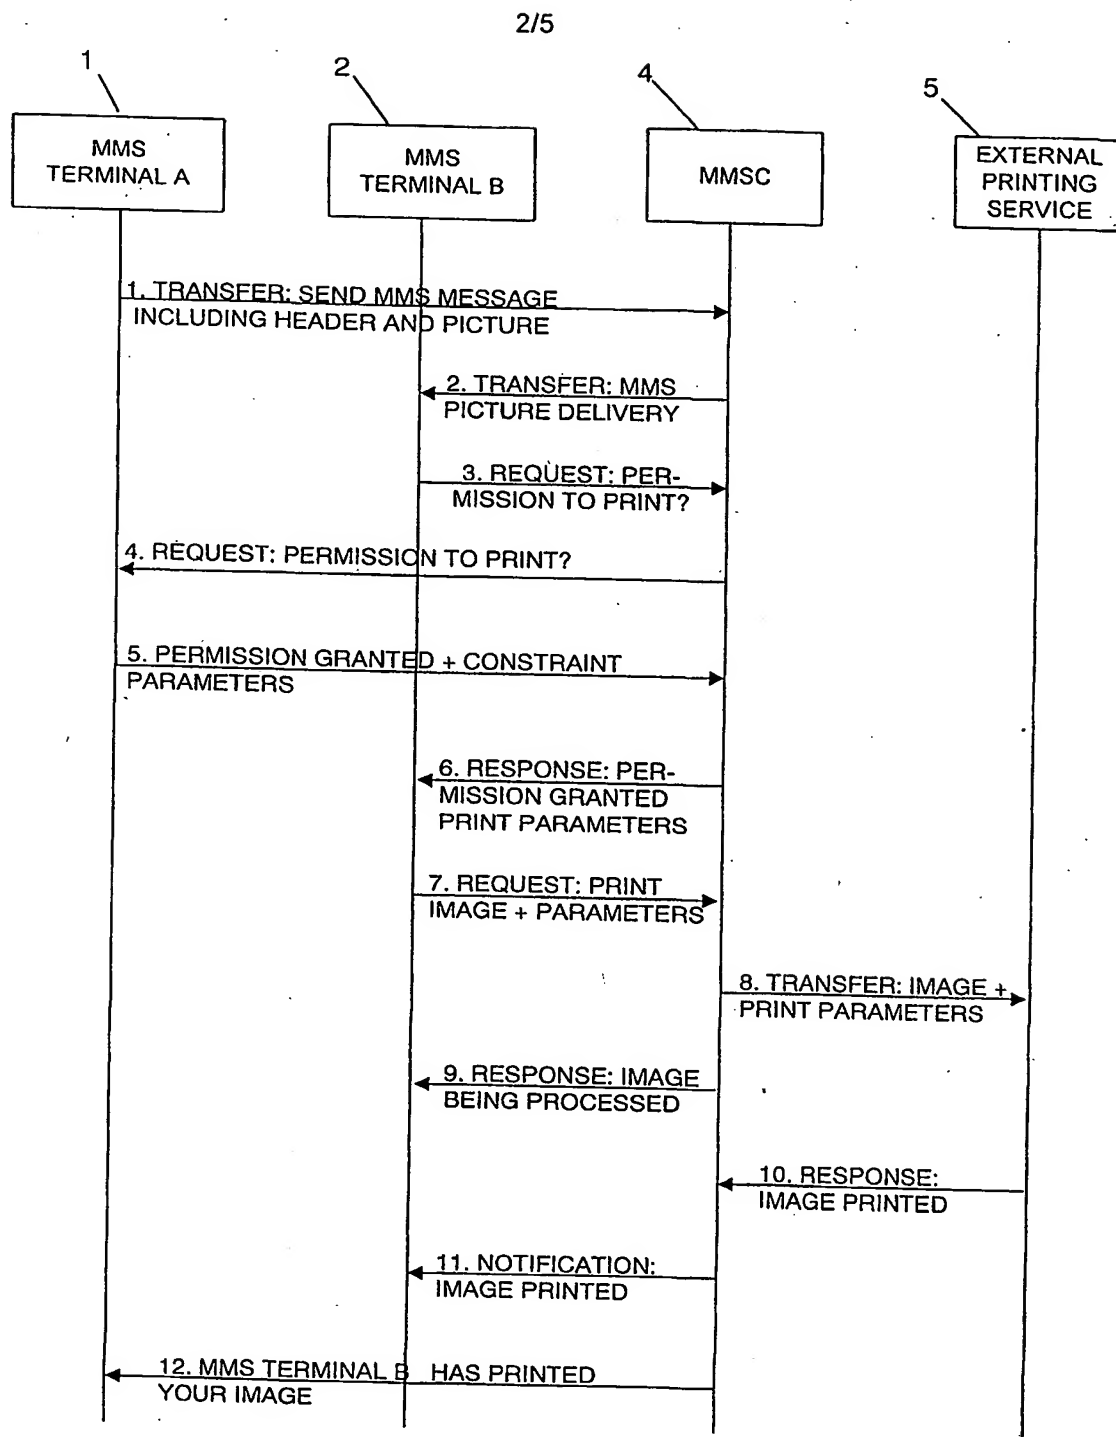 2/5
1
2
4
5
MMS
TERMINAL A
MMS
TERMINAL B
MMSC
EXTERNAL
PRINTING
SERVICE
1. TRANSFER: SEND MMS MESSAGE
INCLUDING HEADER AND PICTURE
2. TRANSFER: MMS
PICTURE DELIVERY
3. REQUEST: PER-
MISSION TO PRINT?
4. REQUEST: PERMISSION TO PRINT?
5. PERMISSION GRANTED + CONSTRAINT
PARAMETERS
6. RESPONSE: PER-
MISSION GRANTED
PRINT PARAMETERS
7. REQUEST: PRINT
IMAGE + PARAMETERS
8. TRANSFER: IMAGE +
PRINT PARAMETERS
9. RESPONSE: IMAGE
BEING PROCESSED
10. RESPONSE:
IMAGE PRINTED
11. NOTIFICATION:
IMAGE PRINTED
12. MMS TERMINAL B HAS PRINTED
YOUR IMAGE